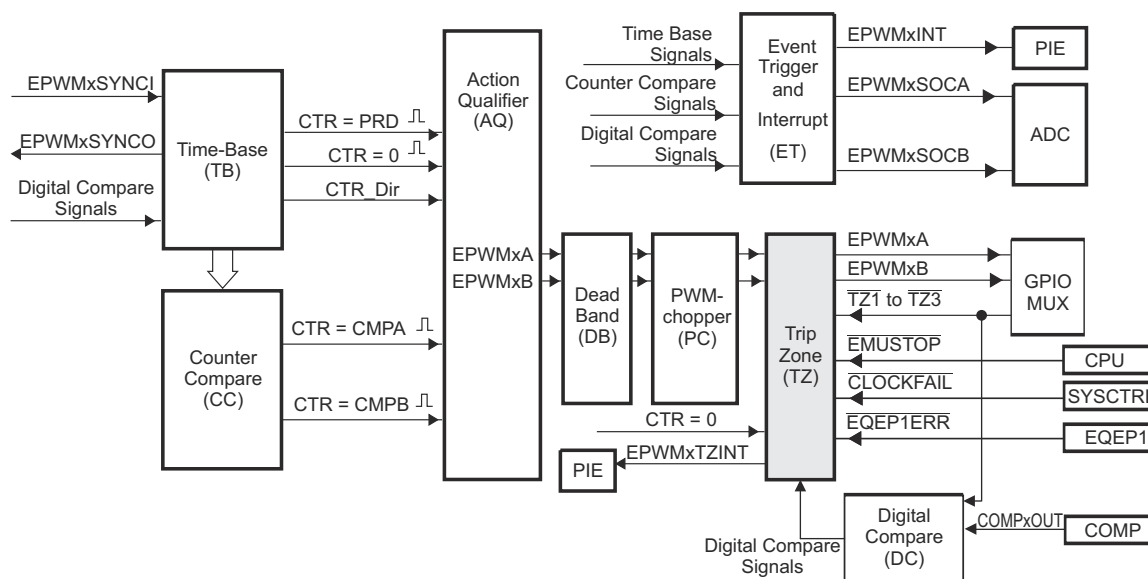 EPWMxSYNCI
EPWMxSYNCO
Digital Compare
Signals
Time-Base
(TB)
CTR = PRD
CTR = 0
CTR_Dir
Counter
Compare
(CC)
CTR = CMPA
CTR = CMPB
Action
Qualifier
(AQ)
EPWMxA
EPWMxB
Time Base
Signals
Counter Compare
Signals
Digital Compare
Signals
Event
Trigger
and
Interrupt
(ET)
EPWMxINT
EPWMxSOCA
EPWMxSOCB
PIE
ADC
Dead
Band
(DB)
PWM-
chopper
(PC)
CTR = 0
EPWMxTZINT
PIE
Trip
Zone
(TZ)
EPWMxA
EPWMxB
TZ1 to TZ3
EMUSTOP
CLOCKFAIL
EQEP1ERR
GPIO
MUX
CPU
SYSCTRL
EQEP1
Digital Compare
Signals
Digital
Compare
(DC)
COMPxOUT
COMP